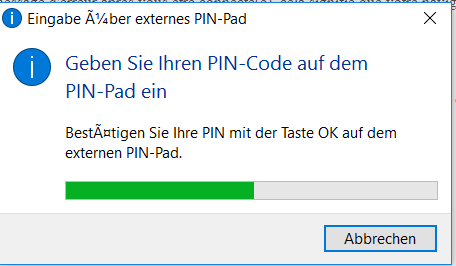 Eingabe Ã¼ber externes PIN-Pad
Geben Sie Ihren PIN-Code auf dem
PIN-Pad ein
BestÃ¤tigen Sie Ihre PIN mit der Taste OK auf dem
externen PIN-Pad.
Abbrechen